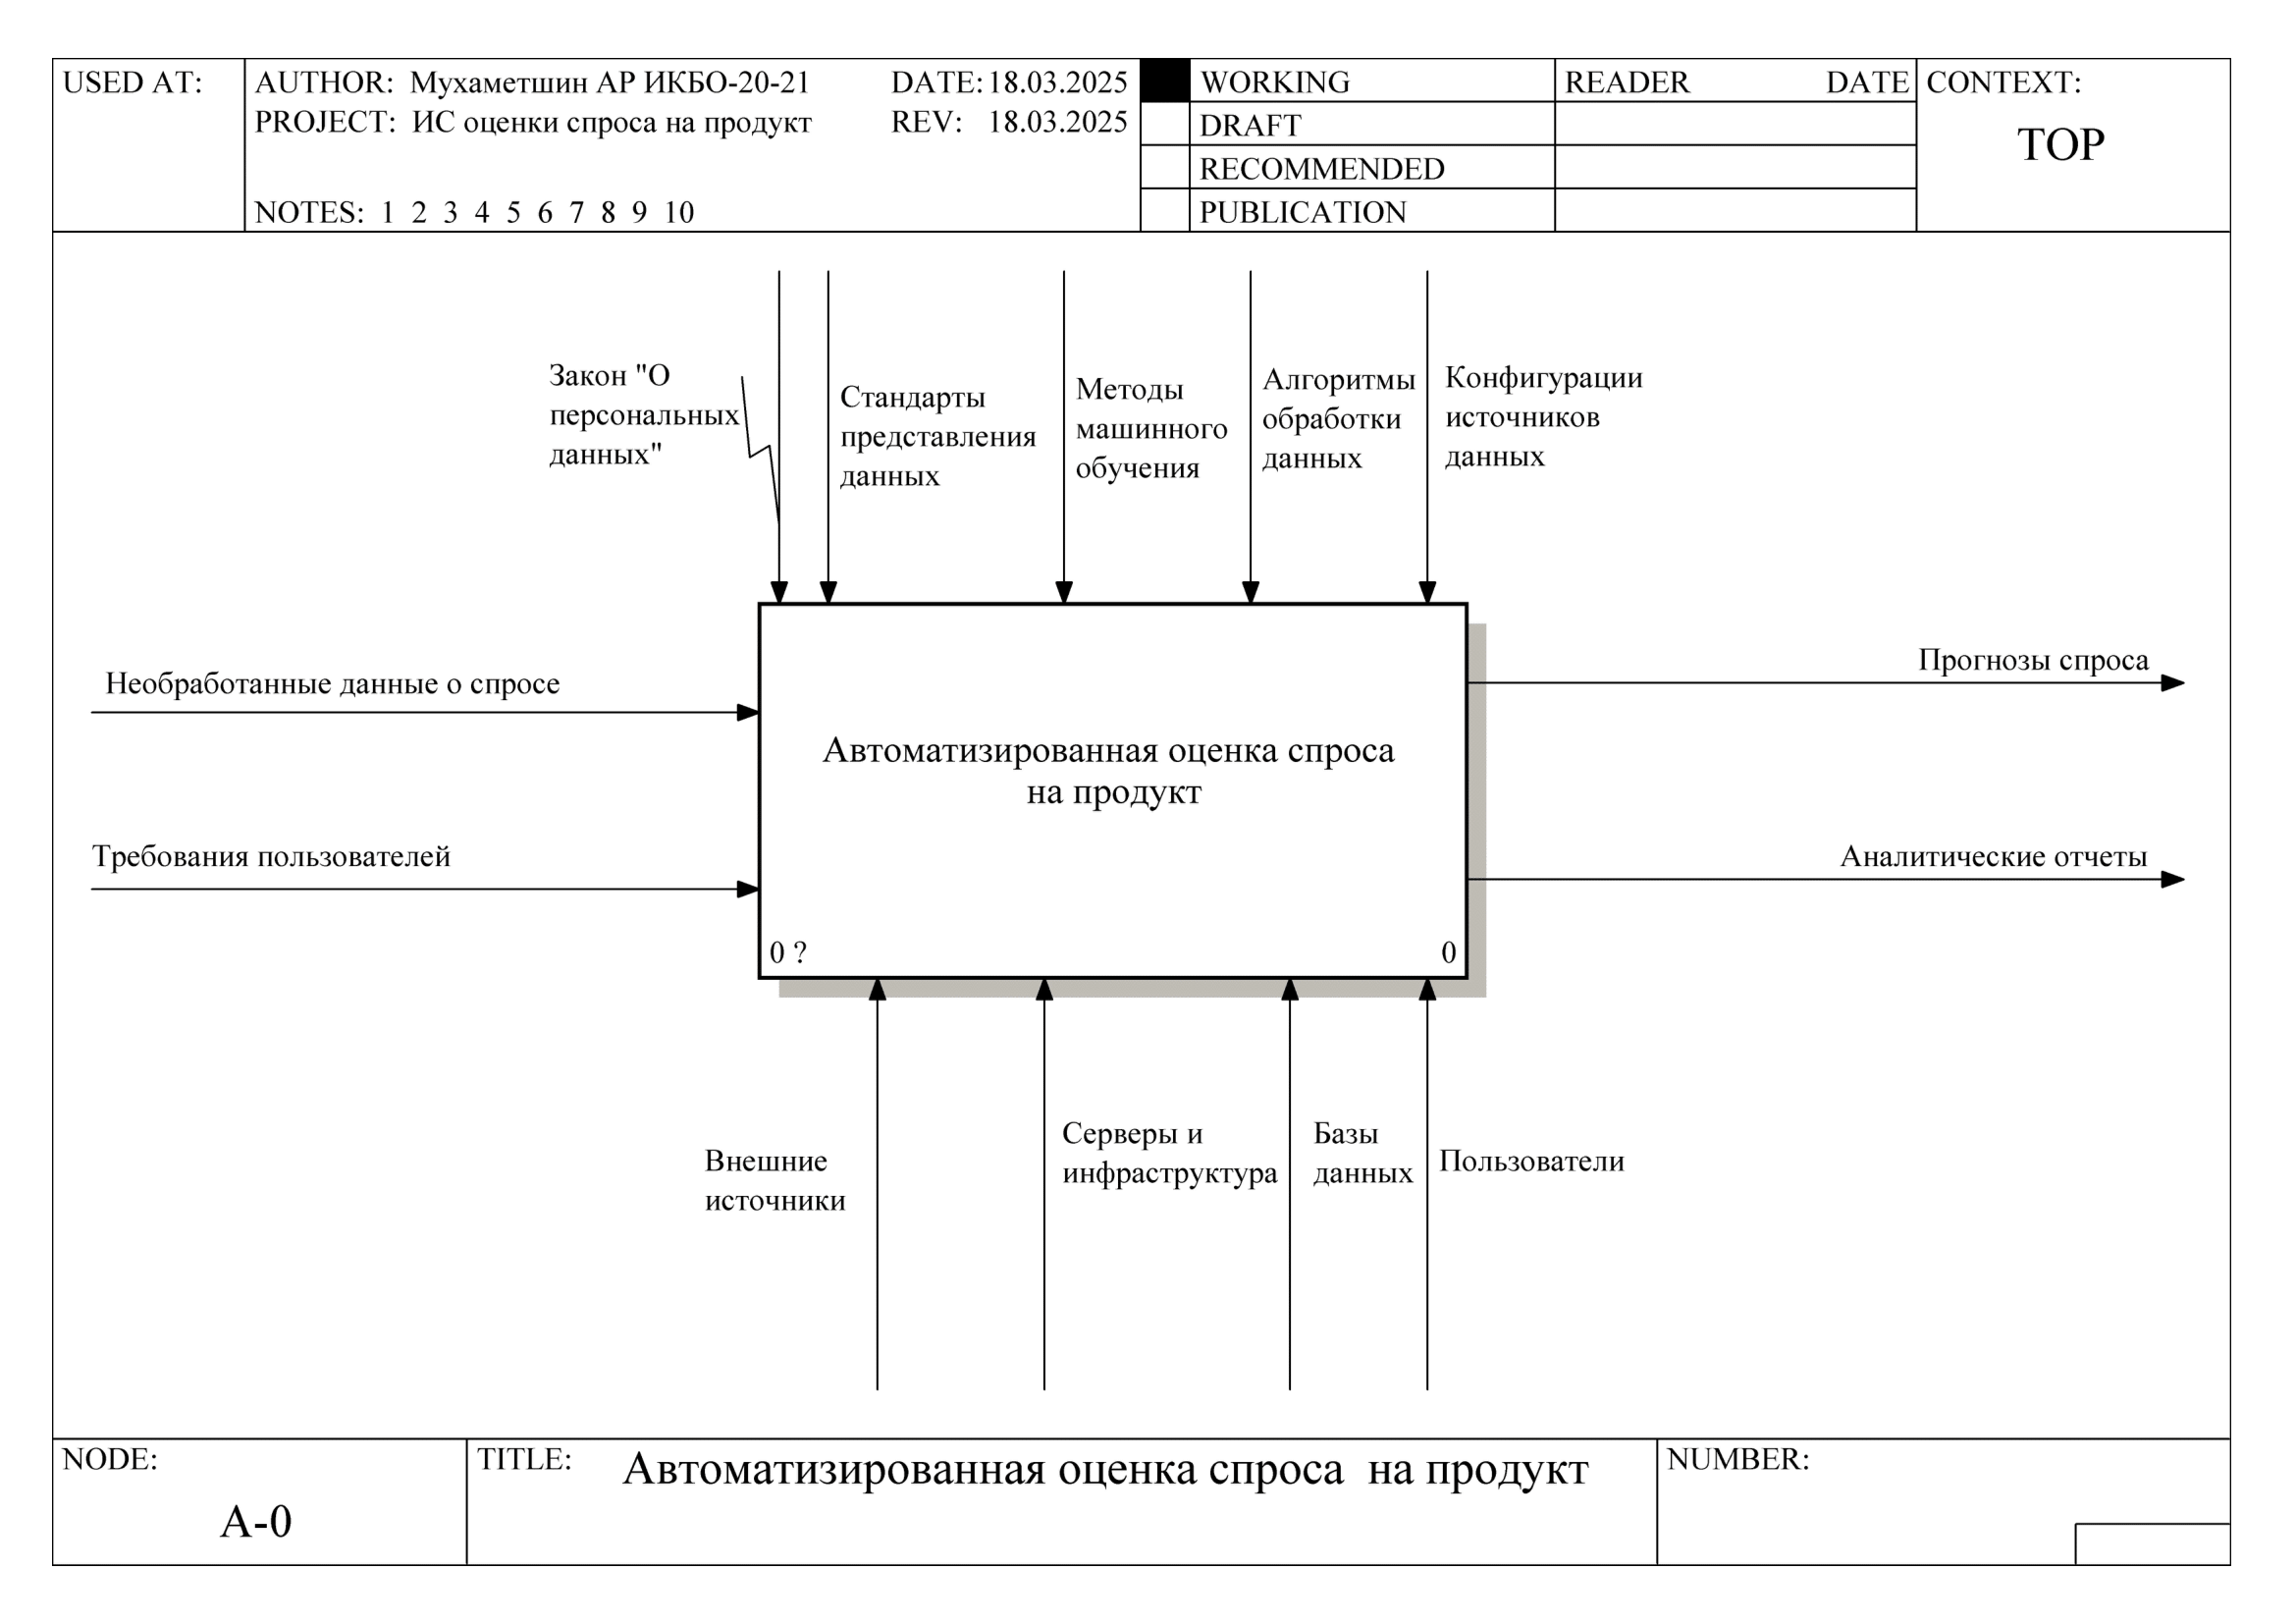 USED AT:
AUTHOR: Мухаметшин АР ИКБО-20-21
DATE: 18.03.2025
PROJECT: ИС оценки спроса на продукт
REV: 18.03.2025
NOTES: 1 2 3 4 5 6 7 8 9 10
WORKING
DRAFT
RECOMMENDED
PUBLICATION
READER DATE
CONTEXT:
TOP
Закон "О
персональных
данных"
Стандарты
представления
данных
Методы
машинного
обучения
Алгоритмы
обработки
данных
Конфигурации
источников
данных
Необработанные данные о спросе
Требования пользователей
Автоматизированная оценка спроса
на продукт
0 ?
0
Прогнозы спроса
Аналитические отчеты
Внешние
источники
Серверы и
инфраструктура
Базы
данных
Пользователи
NODE:
A-0
TITLE: Автоматизированная оценка спроса на продукт
NUMBER: